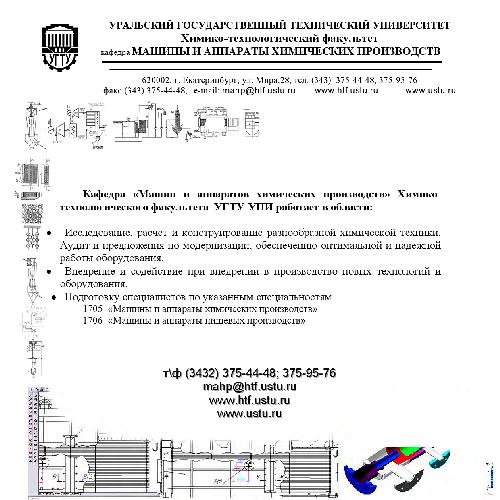 УРАЛЬСКИЙ ГОСУДАРСТВЕННЫЙ ТЕХНИЧЕСКИЙ УНИВЕРСИТЕТ
Химико-технологический факультет
кафедра МАШИНЫ И АППАРАТЫ ХИМИЧЕСКИХ ПРОИЗВОДСТВ
УГТУ
620002, г. Екатеринбург, ул. Мира,28, тел. (343) 375-44-48, 375-95-76
факс (343) 375-44-48, e-mail: mahp@htf.ustu.ru www.htf.ustu.ru www.ustu.ru
Кафедра «Машин и аппаратов химических производств» Химико
технологического факультета УГТУ УПИ работает в области:
• Исследование, расчет и конструирование разнообразной химической техники.
Аудит и предложения по модернизации, обеспечению оптимальной и надежной
работы оборудования.
• Внедрение и содействие при внедрении в производство новых технологий и
оборудования.
• Подготовку специалистов по указанным специальностям
1705 «Машины и аппараты химических производств»
1706 «Машины и аппараты пищевых производств»
т\ф (3432) 375-44-48; 375-95-76
mahp@htf.ustu.ru
www.htf.ustu.ru
www.ustu.ru